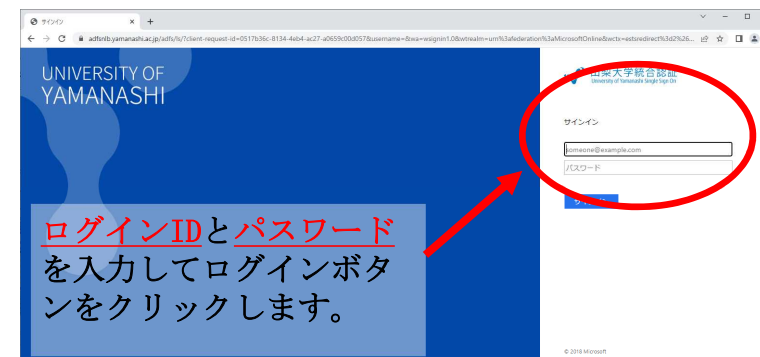 サインイン
adfsnlb.yamanashi.ac.jp/adfs/ls/?client-request-id=0517b36c-8134-4eb4-ac27-a0659c00d057&username=&wa=wsignin1.0&wtrealm=urn%3afederation%3aMicrosoftOnline&wctx=estsredirect%3d2%26...
UNIVERSITY OF
YAMANASHI
山梨大学統合認証
University of Yamanashi Single Sign On
サインイン
someone@example.com
パスワード
ログインIDとパスワード
を入力してログインボタ
ンをクリックします。
© 2018 Microsoft